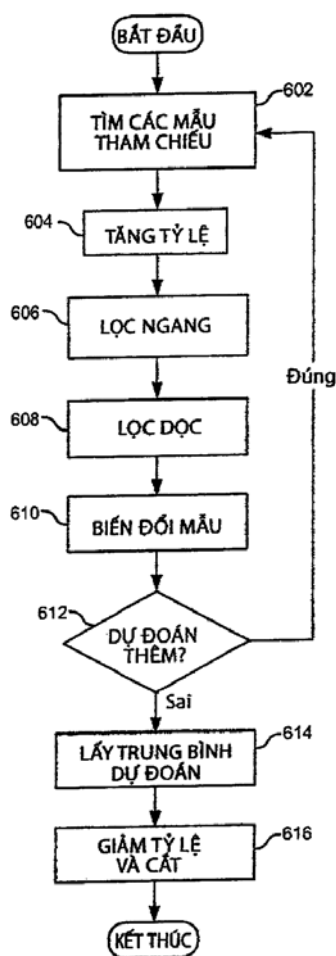 BẮT ĐẦU
602
TÌM CÁC MẪU
THAM CHIẾU
604
TĂNG TỶ LỆ
606
LỌC NGANG
Đúng
608
LỌC DỌC
610
BIẾN ĐỔI MẪU
612
DỰ ĐOÁN
THÊM?
Sai
614
LẤY TRUNG BÌNH
DỰ ĐOÁN
616
GIẢM TỶ LỆ
VÀ CẮT
KẾT THÚC